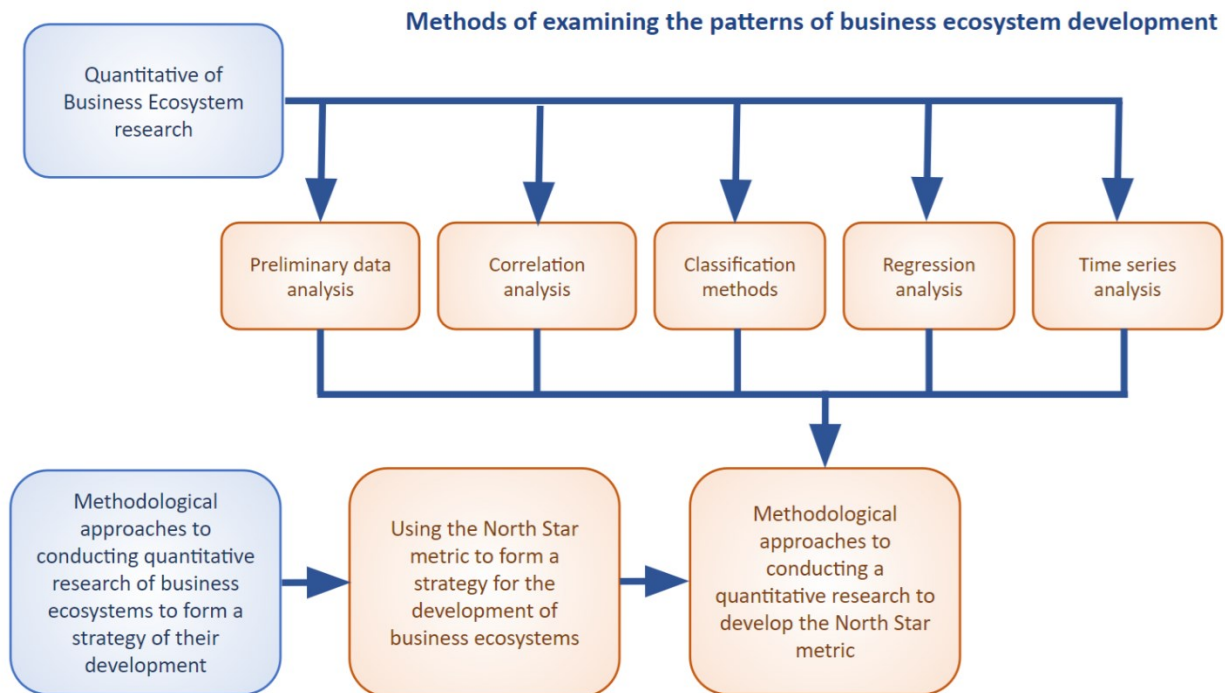 Methods of examining the patterns of business ecosystem development
Quantitative of
Business Ecosystem
research
Preliminary data
analysis
Correlation
analysis
Classification
methods
Regression
analysis
Time series
analysis
Methodological
approaches to
conducting quantitative
research of business
ecosystems to form a
strategy of their
development
Using the North Star
metric to form a
strategy for the
development of
business ecosystems
Methodological
approaches to
conducting a
quantitative research to
develop the North Star
metric